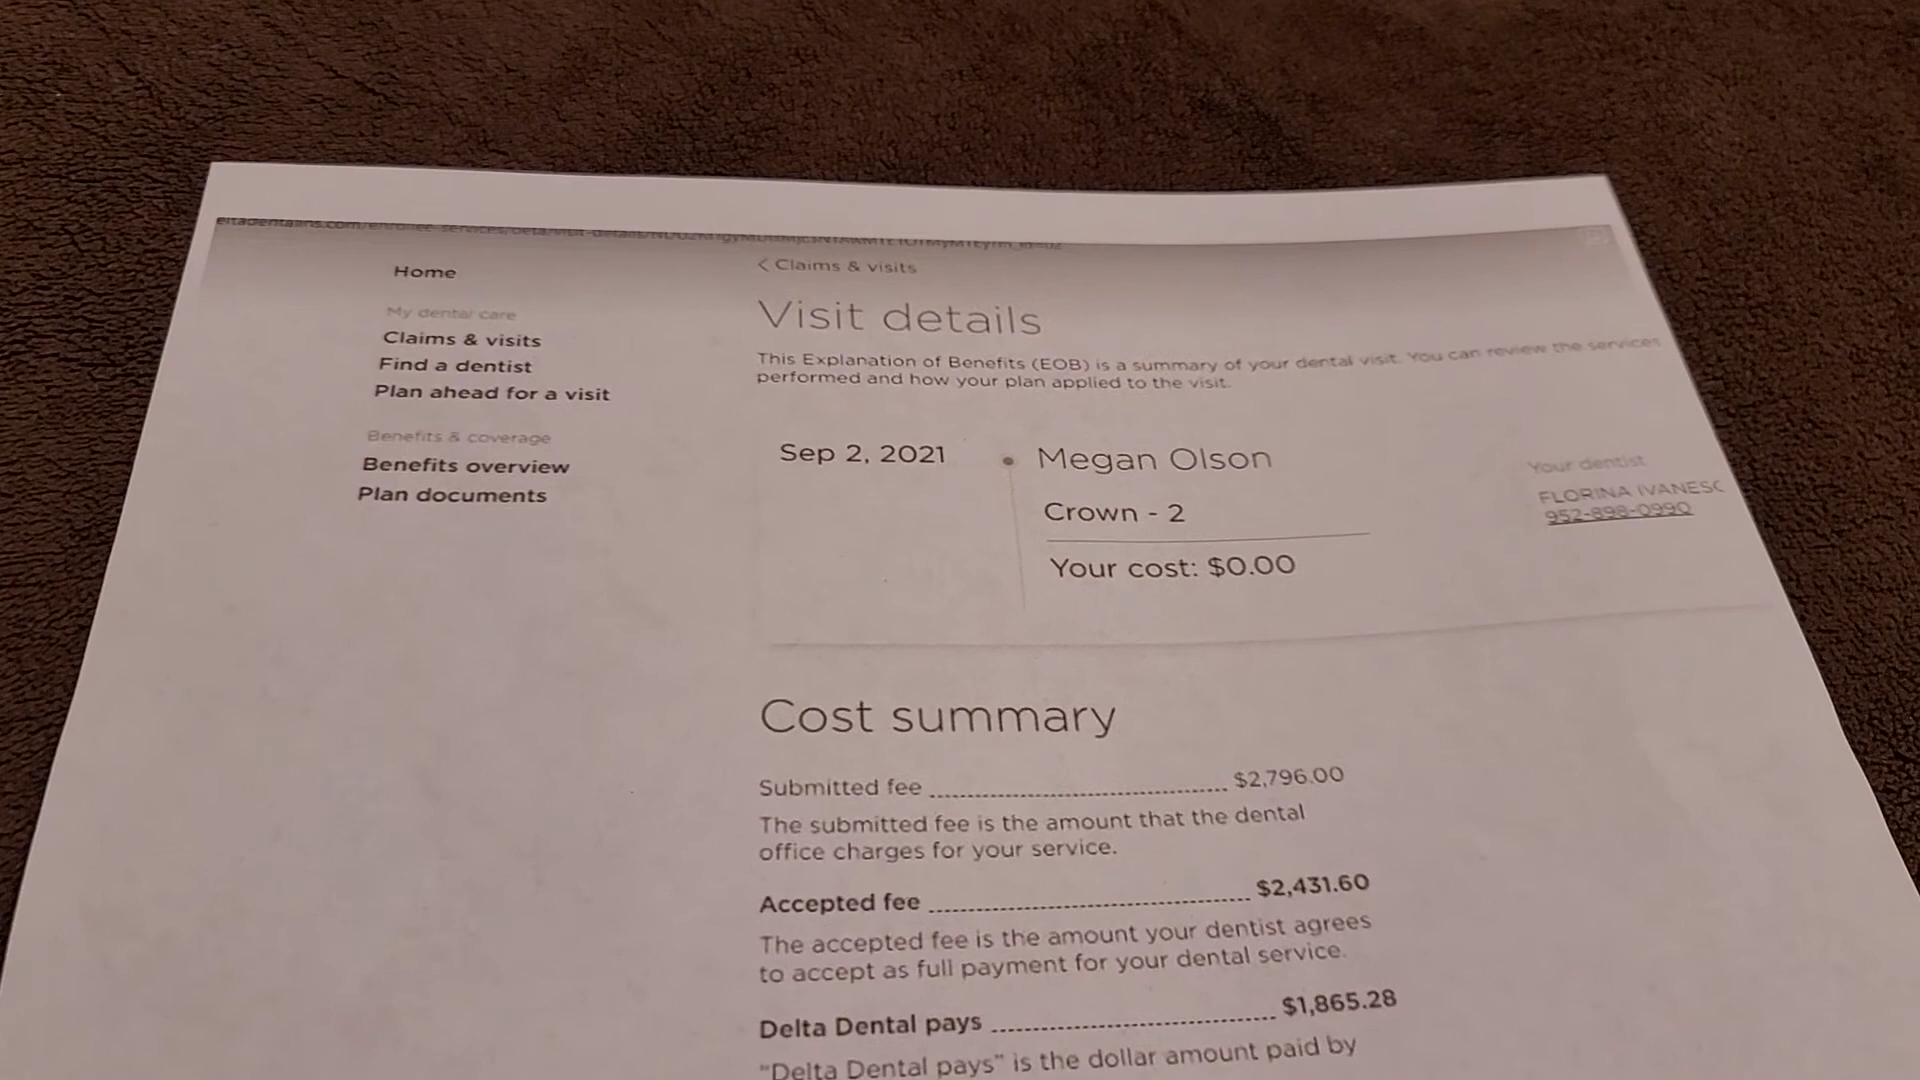 Home
My dental care
Claims & visits
Find a dentist
Plan ahead for a visit
Benefits & coverage
Benefits overview
Plan documents
< Claims & visits
Visit details
This Explanation of Benefits (EOB) is a summary of your dental visit. You can review the services
performed and how your plan applied to the visit.
Sep 2, 2021
Megan Olson
Crown - 2
Your cost: $0.00
Your dentist
FLORINA IVANESC
952-898-0990
Cost summary
Submitted fee $2,796.00
The submitted fee is the amount that the dental
office charges for your service.
Accepted fee $2,431.60
The accepted fee is the amount your dentist agrees
to accept as full payment for your dental service.
Delta Dental pays $1,865.28
"Delta Dental pays" is the dollar amount paid by